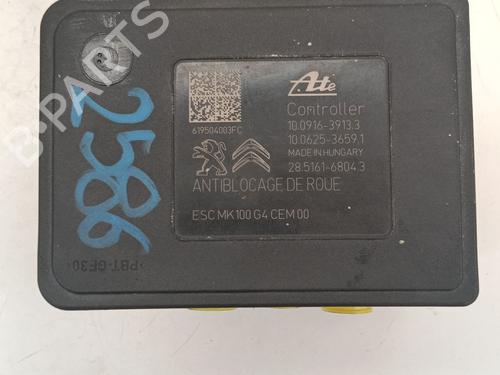 Ate
Controller
10.0916-3913.3
10.0625-3659.1
MADE IN HUNGARY
28.5161-6804.3
619504003FC
ANTIBLOCAGE DE ROUE
ESC MK100 G4 CEM 00
2586
>PBT-GF30<
B-PARTS